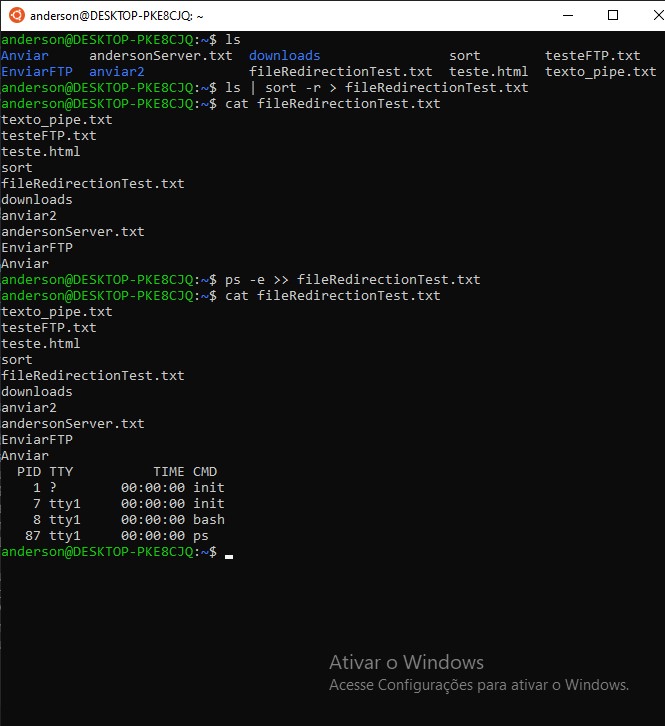 anderson@DESKTOP-PKE8CJQ: ~
anderson@DESKTOP-PKE8CJQ:~$ ls
Anviar     andersonServer.txt  downloads                sort        testeFTP.txt
EnviarFTP  anviar2             fileRedirectionTest.txt  teste.html  texto_pipe.txt
anderson@DESKTOP-PKE8CJQ:~$ ls | sort -r > fileRedirectionTest.txt
anderson@DESKTOP-PKE8CJQ:~$ cat fileRedirectionTest.txt
texto_pipe.txt
testeFTP.txt
teste.html
sort
fileRedirectionTest.txt
downloads
anviar2
andersonServer.txt
EnviarFTP
Anviar
anderson@DESKTOP-PKE8CJQ:~$ ps -e >> fileRedirectionTest.txt
anderson@DESKTOP-PKE8CJQ:~$ cat fileRedirectionTest.txt
texto_pipe.txt
testeFTP.txt
teste.html
sort
fileRedirectionTest.txt
downloads
anviar2
andersonServer.txt
EnviarFTP
Anviar
  PID TTY          TIME CMD
    1 ?        00:00:00 init
    7 tty1     00:00:00 init
    8 tty1     00:00:00 bash
   87 tty1     00:00:00 ps
anderson@DESKTOP-PKE8CJQ:~$
Ativar o Windows
Acesse Configurações para ativar o Windows.